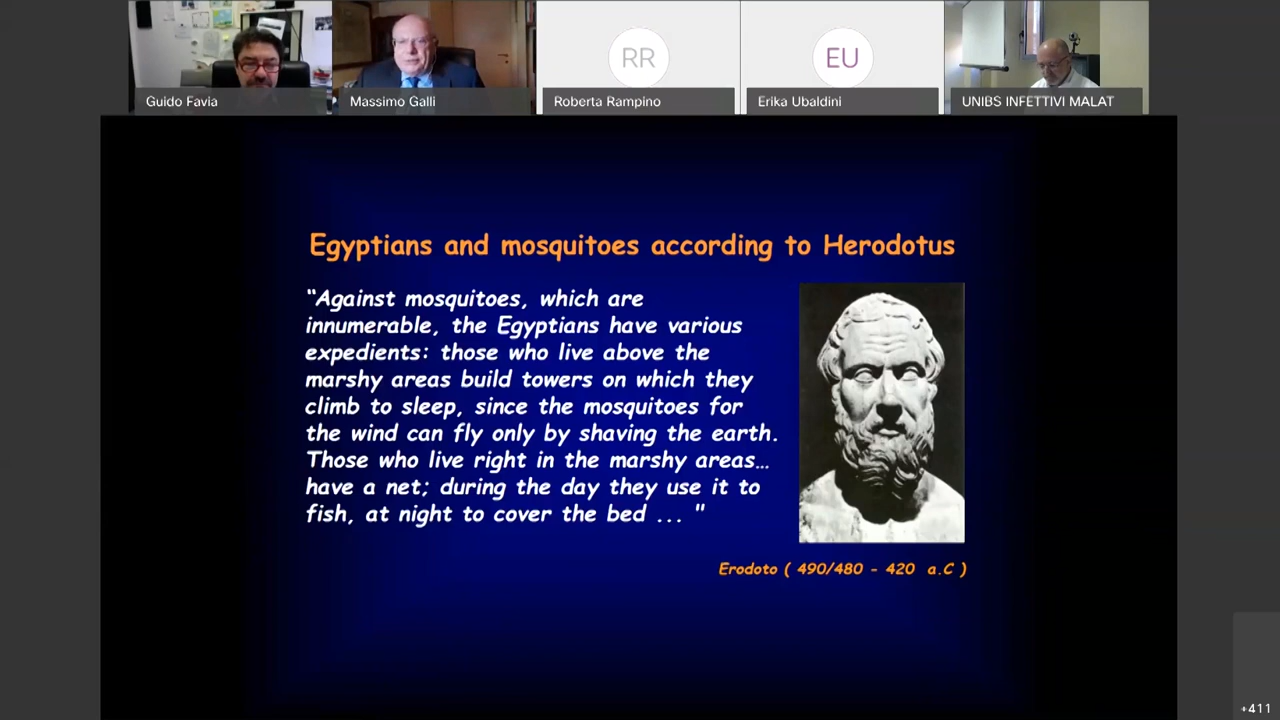 RR
EU
Guido Favia
Massimo Galli
Roberta Rampino
Erika Ubaldini
UNIBS INFETTIVI MALAT
Egyptians and mosquitoes according to Herodotus
“Against mosquitoes, which are
innumerable, the Egyptians have various
expedients: those who live above the
marshy areas build towers on which they
climb to sleep, since the mosquitoes for
the wind can fly only by shaving the earth.
Those who live right in the marshy areas…
have a net; during the day they use it to
fish, at night to cover the bed ... "
Erodoto ( 490/480 - 420 a.C )
+411